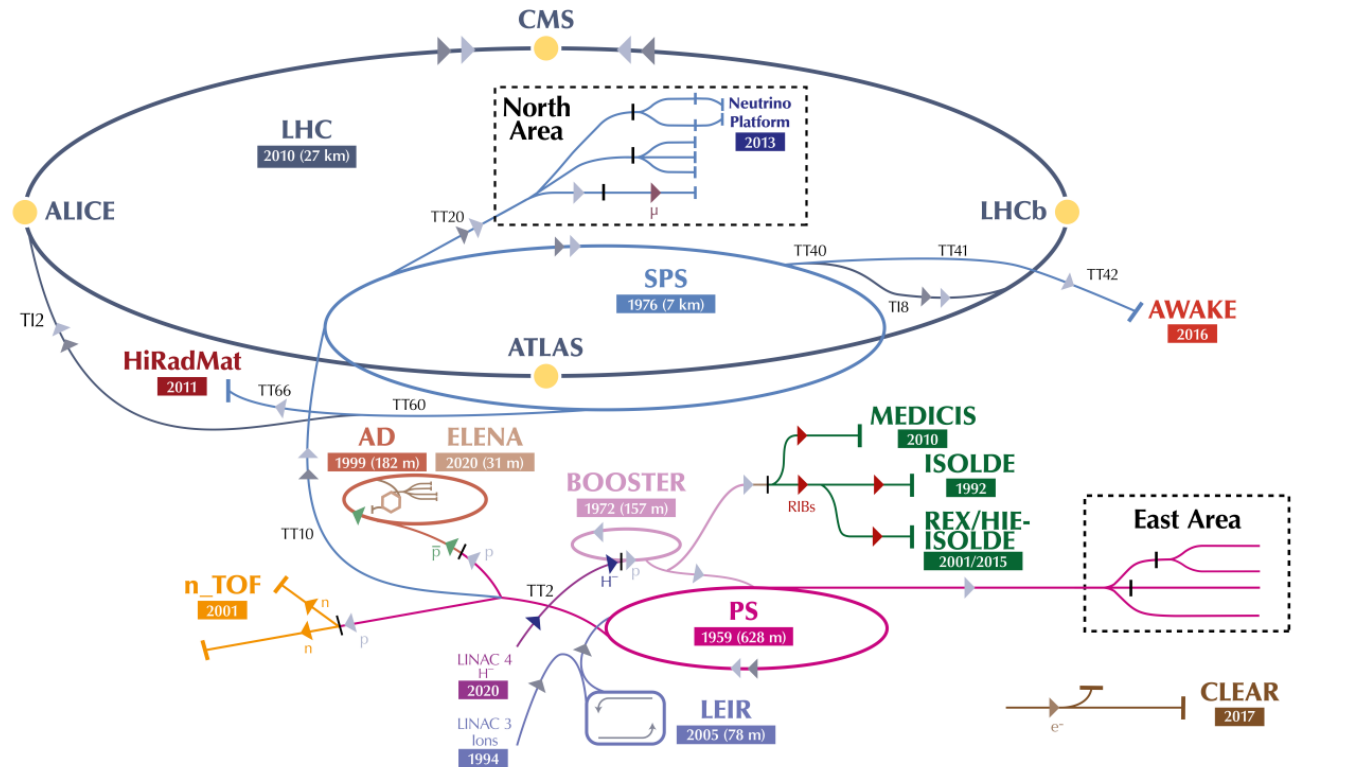 CMS
North
Area
Neutrino
Platform
2013
LHC
2010 (27 km)
μ
ALICE
LHCb
TT20
TT40
TT41
TT42
SPS
1976 (7 km)
TI8
AWAKE
2016
TI2
ATLAS
HiRadMat
2011
TT66
TT60
AD
1999 (182 m)
ELENA
2020 (31 m)
MEDICIS
2010
ISOLDE
1992
RIBs
REX/HIE-
ISOLDE
2001/2015
BOOSTER
1972 (157 m)
East Area
TT10
p̅
p
H⁻
p
TT2
n_TOF
2001
n
n
p
PS
1959 (628 m)
LINAC 4
H⁻
2020
LINAC 3
Ions
1994
LEIR
2005 (78 m)
CLEAR
2017
e⁻